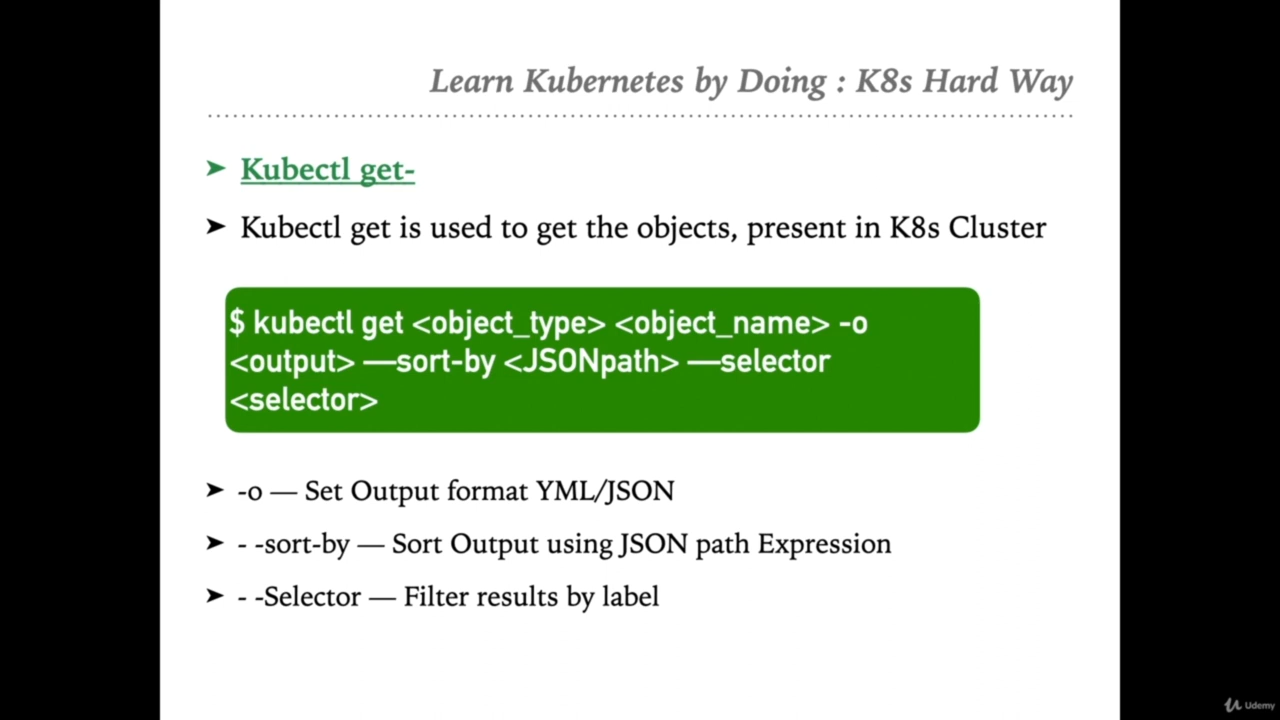 Learn Kubernetes by Doing : K8s Hard Way
➤ Kubectl get-
➤ Kubectl get is used to get the objects, present in K8s Cluster
$ kubectl get <object_type> <object_name> -o
<output> —sort-by <JSONpath> —selector
<selector>
➤ -o — Set Output format YML/JSON
➤ - -sort-by — Sort Output using JSON path Expression
➤ - -Selector — Filter results by label
Udemy